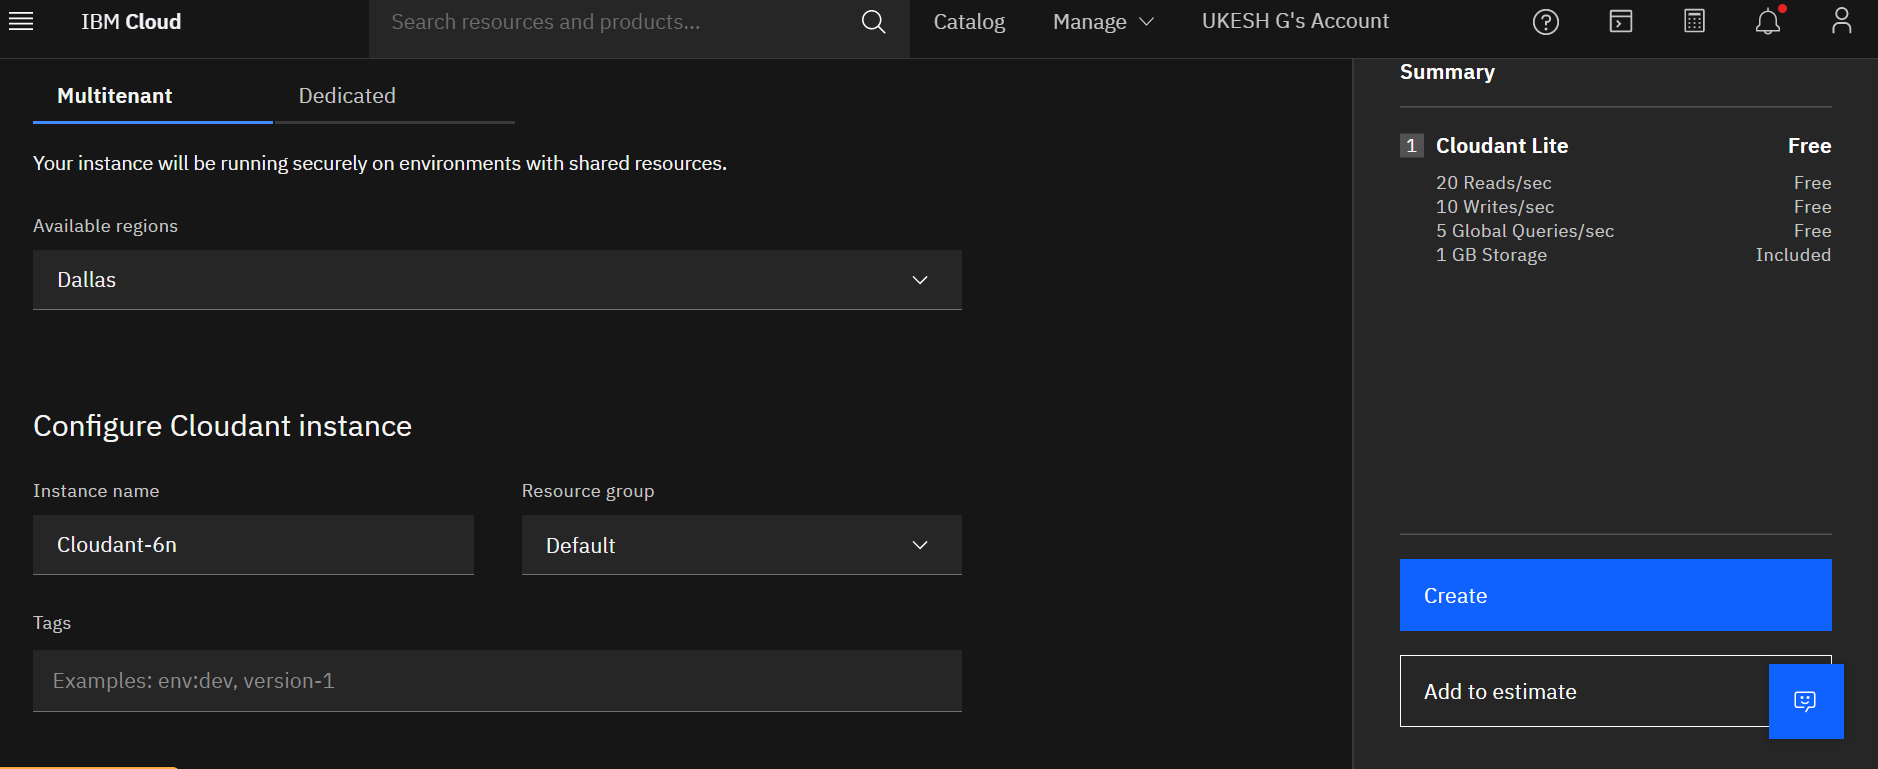 IBM Cloud
Search resources and products...
Catalog
Manage
UKESH G's Account
Multitenant
Dedicated
Your instance will be running securely on environments with shared resources.
Available regions
Dallas
Configure Cloudant instance
Instance name
Resource group
Cloudant-6n
Default
Tags
Examples: env:dev, version-1
Summary
1 Cloudant Lite Free
20 Reads/sec Free
10 Writes/sec Free
5 Global Queries/sec Free
1 GB Storage Included
Create
Add to estimate